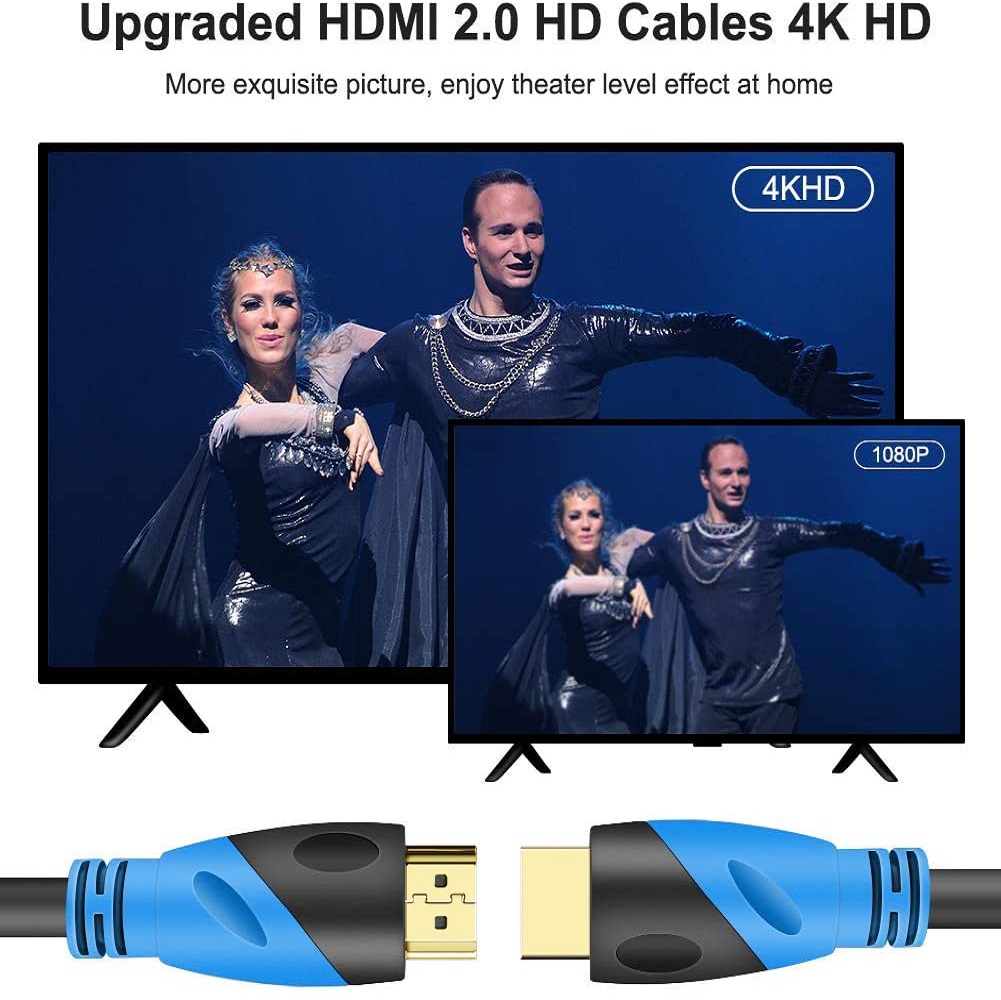 Upgraded HDMI 2.0 HD Cables 4K HD
More exquisite picture, enjoy theater level effect at home
4KHD
1080P